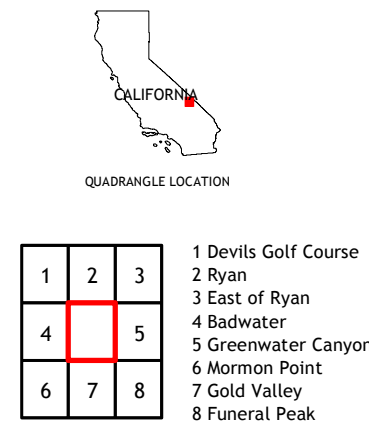 CALIFORNIA
QUADRANGLE LOCATION
1 2 3
4 5
6 7 8
1 Devils Golf Course
2 Ryan
3 East of Ryan
4 Badwater
5 Greenwater Canyon
6 Mormon Point
7 Gold Valley
8 Funeral Peak